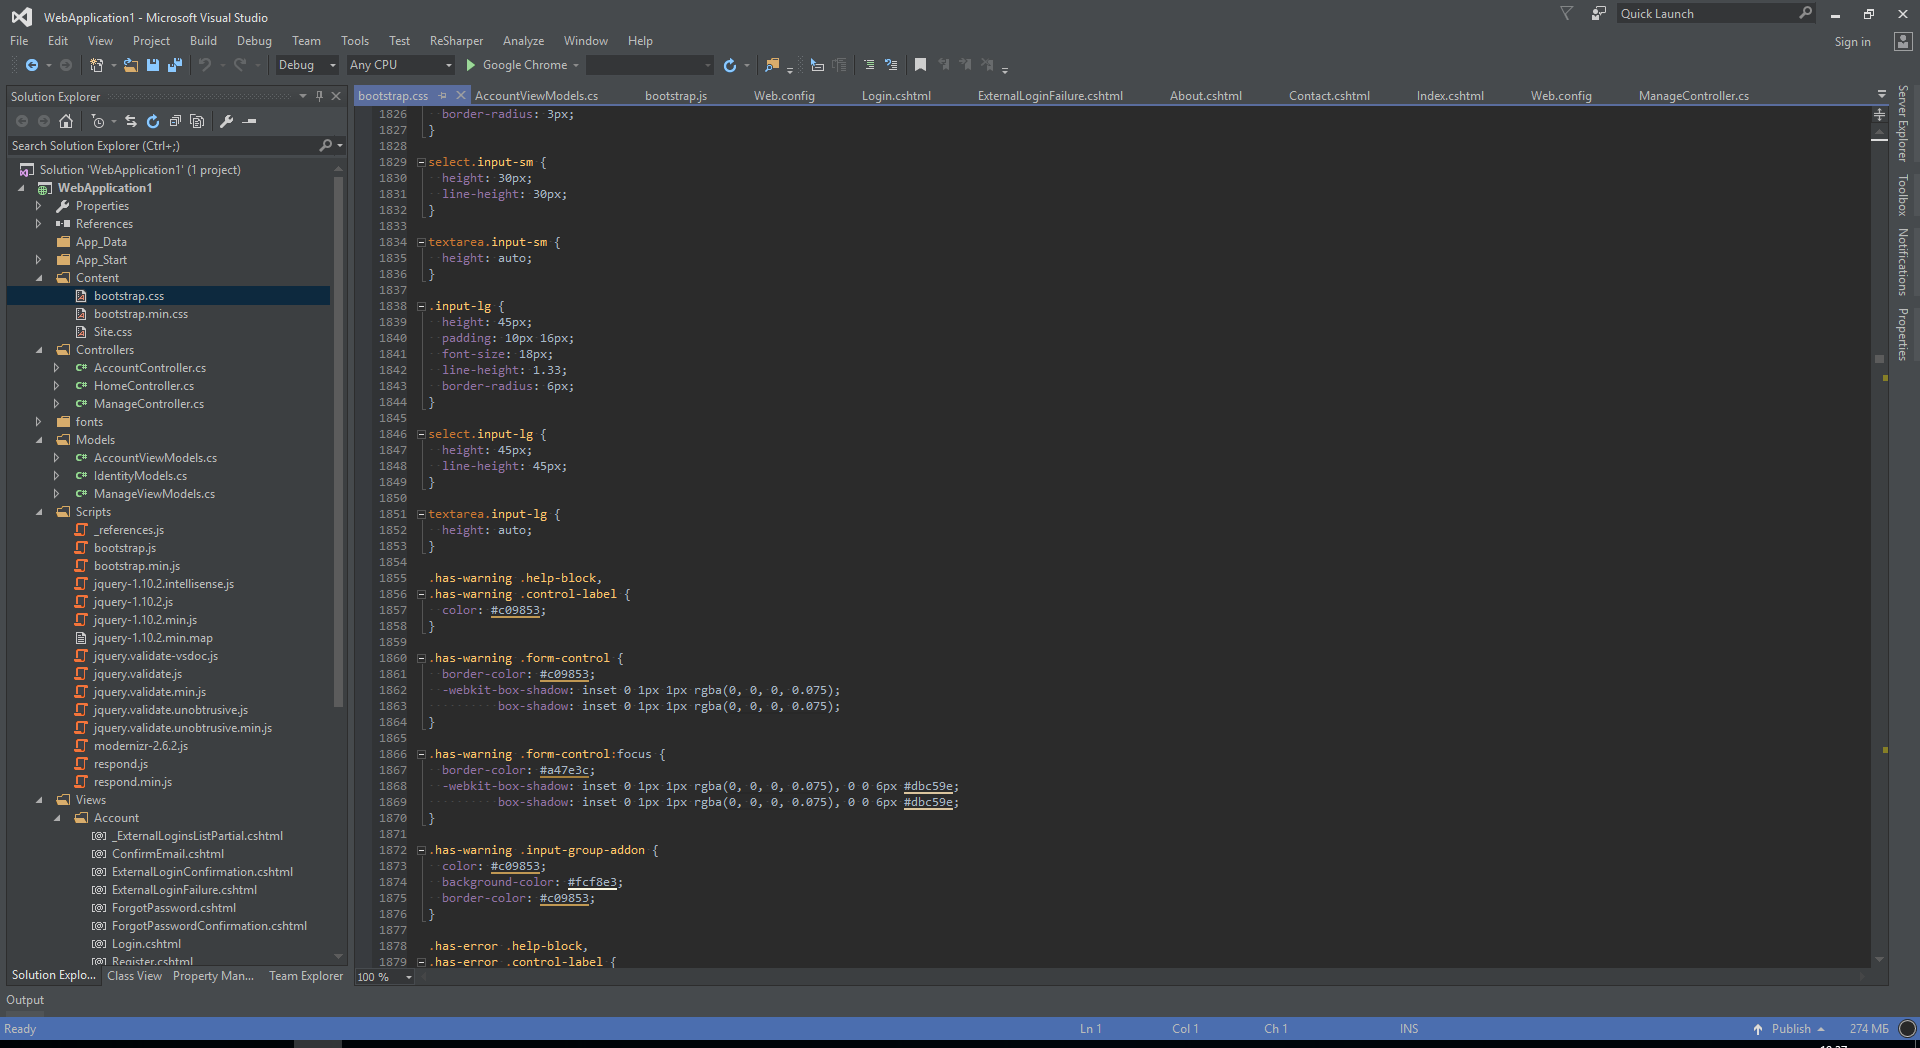 WebApplication1 - Microsoft Visual Studio
Quick Launch
File Edit View Project Build Debug Team Tools Test ReSharper Analyze Window Help
Sign in
Debug Any CPU Google Chrome
Solution Explorer
Search Solution Explorer (Ctrl+;)
Solution 'WebApplication1' (1 project)
WebApplication1
Properties
References
App_Data
App_Start
Content
bootstrap.css
bootstrap.min.css
Site.css
Controllers
C# AccountController.cs
C# HomeController.cs
C# ManageController.cs
fonts
Models
C# AccountViewModels.cs
C# IdentityModels.cs
C# ManageViewModels.cs
Scripts
_references.js
bootstrap.js
bootstrap.min.js
jquery-1.10.2.intellisense.js
jquery-1.10.2.js
jquery-1.10.2.min.js
jquery-1.10.2.min.map
jquery.validate-vsdoc.js
jquery.validate.js
jquery.validate.min.js
jquery.validate.unobtrusive.js
jquery.validate.unobtrusive.min.js
modernizr-2.6.2.js
respond.js
respond.min.js
Views
Account
[@] _ExternalLoginsListPartial.cshtml
[@] ConfirmEmail.cshtml
[@] ExternalLoginConfirmation.cshtml
[@] ExternalLoginFailure.cshtml
[@] ForgotPassword.cshtml
[@] ForgotPasswordConfirmation.cshtml
[@] Login.cshtml
[@] Register.cshtml
Solution Explo... Class View Property Man... Team Explorer
bootstrap.css AccountViewModels.cs bootstrap.js Web.config Login.cshtml ExternalLoginFailure.cshtml About.cshtml Contact.cshtml Index.cshtml Web.config ManageController.cs
1826 border-radius: 3px;
1827 }
1828
1829 select.input-sm {
1830 height: 30px;
1831 line-height: 30px;
1832 }
1833
1834 textarea.input-sm {
1835 height: auto;
1836 }
1837
1838 .input-lg {
1839 height: 45px;
1840 padding: 10px 16px;
1841 font-size: 18px;
1842 line-height: 1.33;
1843 border-radius: 6px;
1844 }
1845
1846 select.input-lg {
1847 height: 45px;
1848 line-height: 45px;
1849 }
1850
1851 textarea.input-lg {
1852 height: auto;
1853 }
1854
1855 .has-warning .help-block,
1856 .has-warning .control-label {
1857 color: #c09853;
1858 }
1859
1860 .has-warning .form-control {
1861 border-color: #c09853;
1862 -webkit-box-shadow: inset 0 1px 1px rgba(0, 0, 0, 0.075);
1863 box-shadow: inset 0 1px 1px rgba(0, 0, 0, 0.075);
1864 }
1865
1866 .has-warning .form-control:focus {
1867 border-color: #a47e3c;
1868 -webkit-box-shadow: inset 0 1px 1px rgba(0, 0, 0, 0.075), 0 0 6px #dbc59e;
1869 box-shadow: inset 0 1px 1px rgba(0, 0, 0, 0.075), 0 0 6px #dbc59e;
1870 }
1871
1872 .has-warning .input-group-addon {
1873 color: #c09853;
1874 background-color: #fcf8e3;
1875 border-color: #c09853;
1876 }
1877
1878 .has-error .help-block,
1879 .has-error .control-label {
100 %
Server Explorer
Toolbox
Notifications
Properties
Output
Ready Ln 1 Col 1 Ch 1 INS Publish 274 МБ